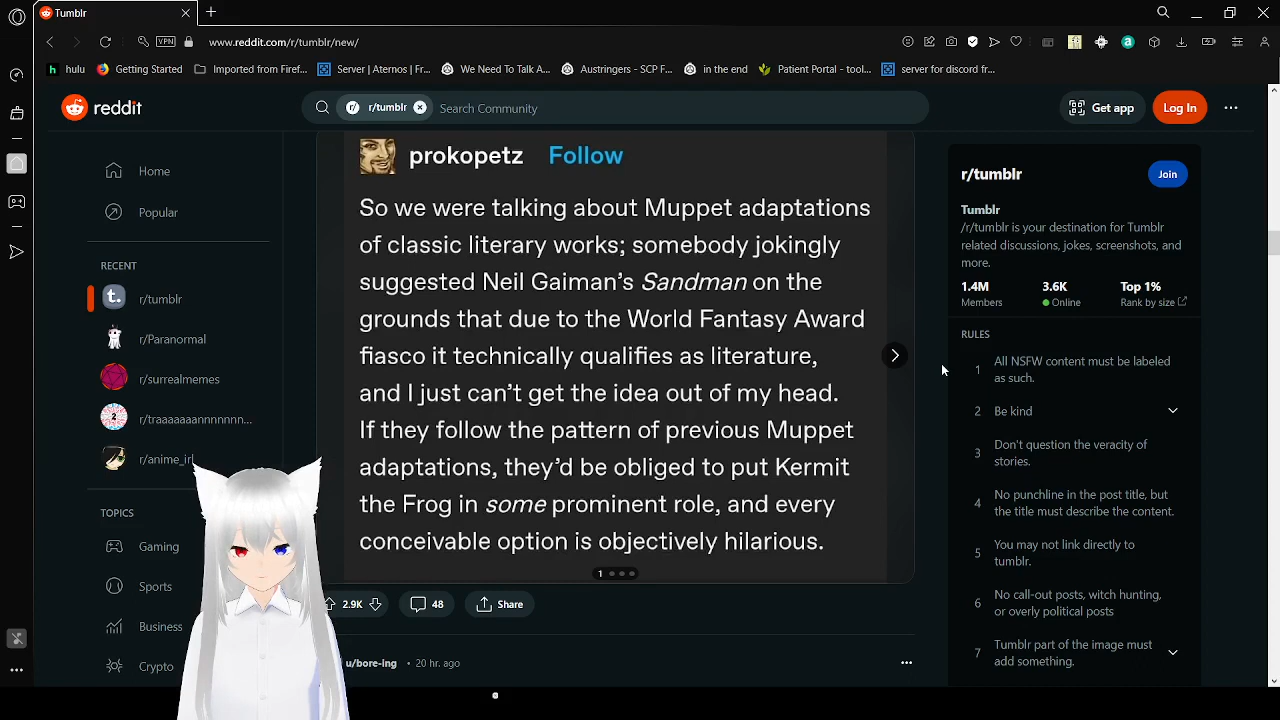 Tumblr
VPN
www.reddit.com/r/tumblr/new/
hulu
Getting Started
Imported from Firef...
Server | Aternos | Fr...
We Need To Talk A...
Austringers - SCP F...
in the end
Patient Portal - tool...
server for discord fr...
reddit
r/tumblr
Search Community
Get app
Log In
Home
Popular
RECENT
r/tumblr
r/Paranormal
r/surrealmemes
r/traaaaaannnnnnn...
r/anime_irl
TOPICS
Gaming
Sports
Business
Crypto
prokopetz Follow
So we were talking about Muppet adaptations
of classic literary works; somebody jokingly
suggested Neil Gaiman's Sandman on the
grounds that due to the World Fantasy Award
fiasco it technically qualifies as literature,
and I just can't get the idea out of my head.
If they follow the pattern of previous Muppet
adaptations, they'd be obliged to put Kermit
the Frog in some prominent role, and every
conceivable option is objectively hilarious.
1
2.9K
48
Share
u/bore-ing • 20 hr. ago
r/tumblr
Join
Tumblr
/r/tumblr is your destination for Tumblr
related discussions, jokes, screenshots, and
more.
1.4M 3.6K Top 1%
Members Online Rank by size
RULES
1 All NSFW content must be labeled
as such.
2 Be kind
3 Don't question the veracity of
stories.
4 No punchline in the post title, but
the title must describe the content.
5 You may not link directly to
tumblr.
6 No call-out posts, witch hunting,
or overly political posts
7 Tumblr part of the image must
add something.